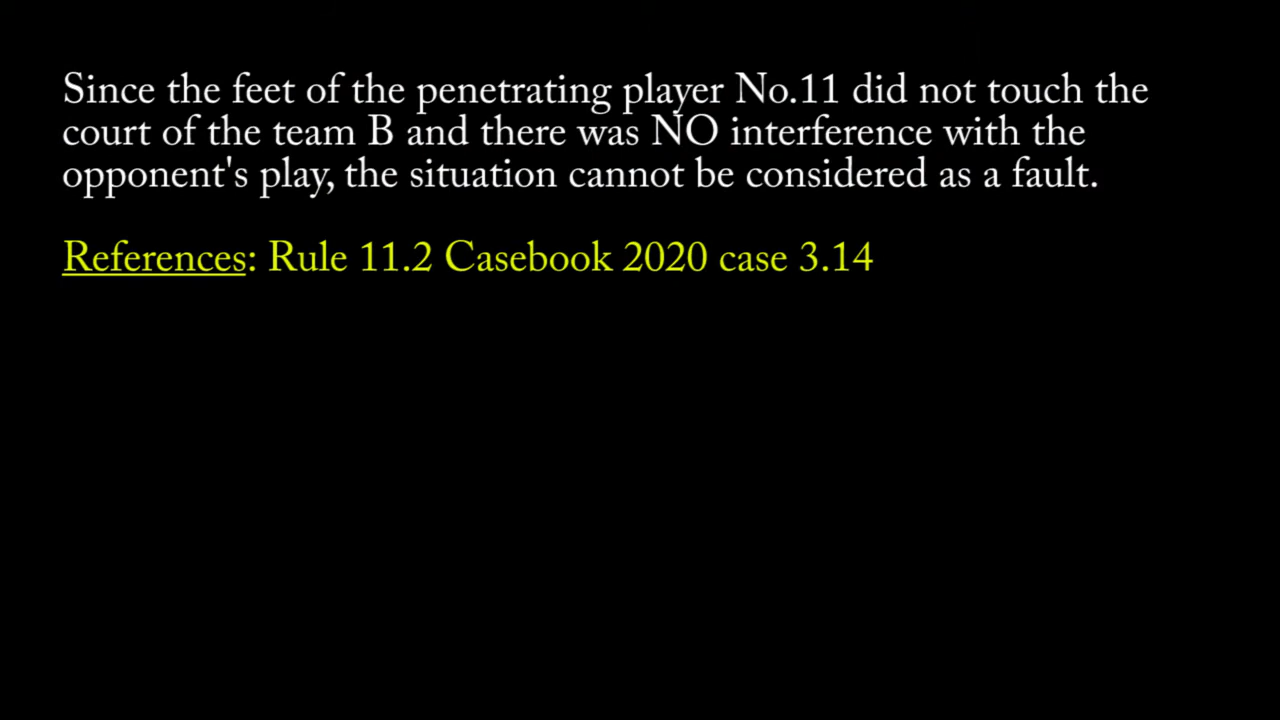 Since the feet of the penetrating player No.11 did not touch the
court of the team B and there was NO interference with the
opponent's play, the situation cannot be considered as a fault.
References: Rule 11.2 Casebook 2020 case 3.14